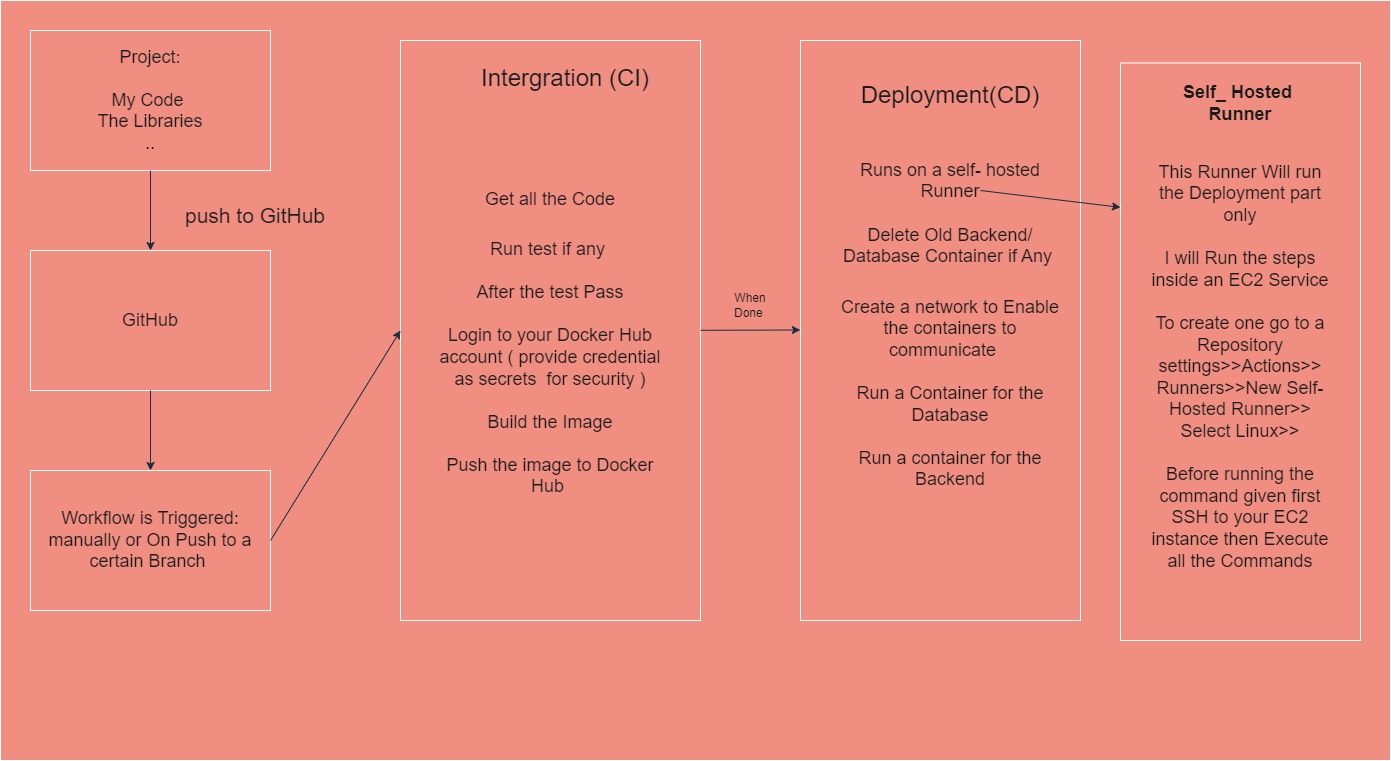 Project:
My Code
The Libraries
..
push to GitHub
GitHub
Workflow is Triggered:
manually or On Push to a
certain Branch
Intergration (CI)
Get all the Code
Run test if any
After the test Pass
Login to your Docker Hub
account ( provide credential
as secrets for security )
Build the Image
Push the image to Docker
Hub
When
Done
Deployment(CD)
Runs on a self- hosted
Runner
Delete Old Backend/
Database Container if Any
Create a network to Enable
the containers to
communicate
Run a Container for the
Database
Run a container for the
Backend
Self_ Hosted
Runner
This Runner Will run
the Deployment part
only
I will Run the steps
inside an EC2 Service
To create one go to a
Repository
settings>>Actions>>
Runners>>New Self-
Hosted Runner>>
Select Linux>>
Before running the
command given first
SSH to your EC2
instance then Execute
all the Commands